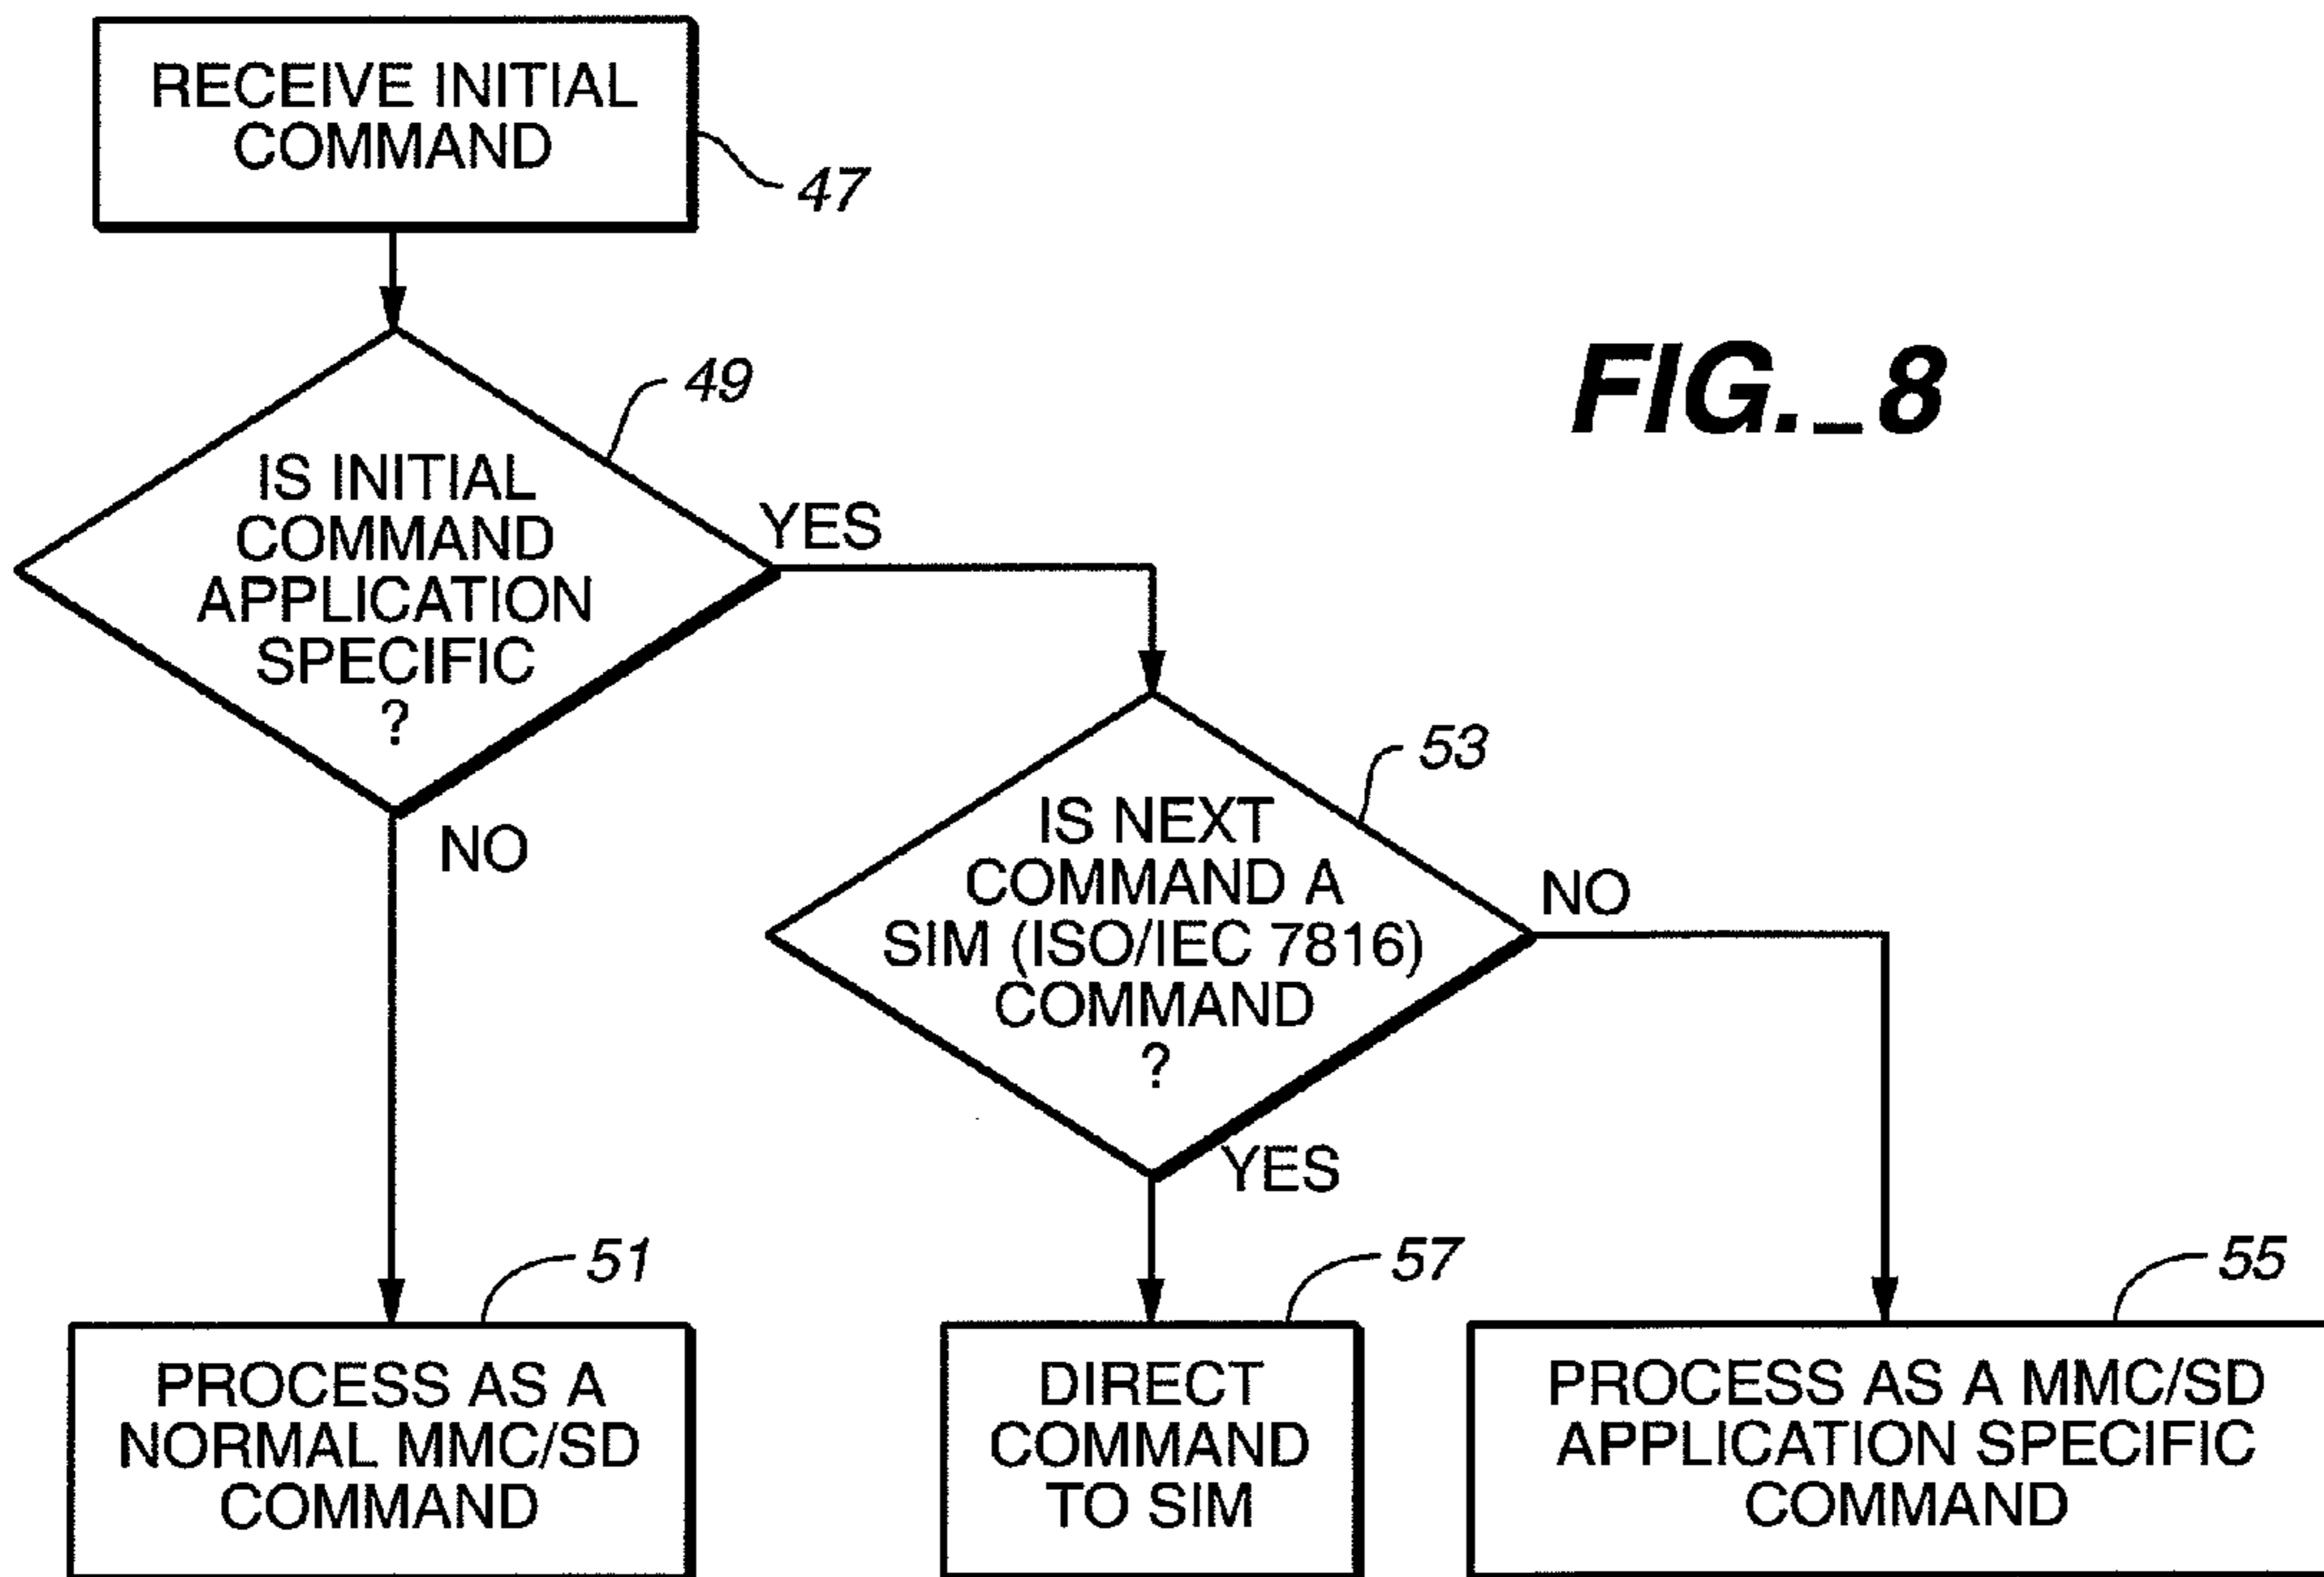 RECEIVE INITIAL
COMMAND
47
FIG._8
49
IS INITIAL
COMMAND
APPLICATION
SPECIFIC
?
YES
NO
53
IS NEXT
COMMAND A
SIM (ISO/IEC 7816)
COMMAND
?
NO
YES
51
PROCESS AS A
NORMAL MMC/SD
COMMAND
57
DIRECT
COMMAND
TO SIM
55
PROCESS AS A MMC/SD
APPLICATION SPECIFIC
COMMAND